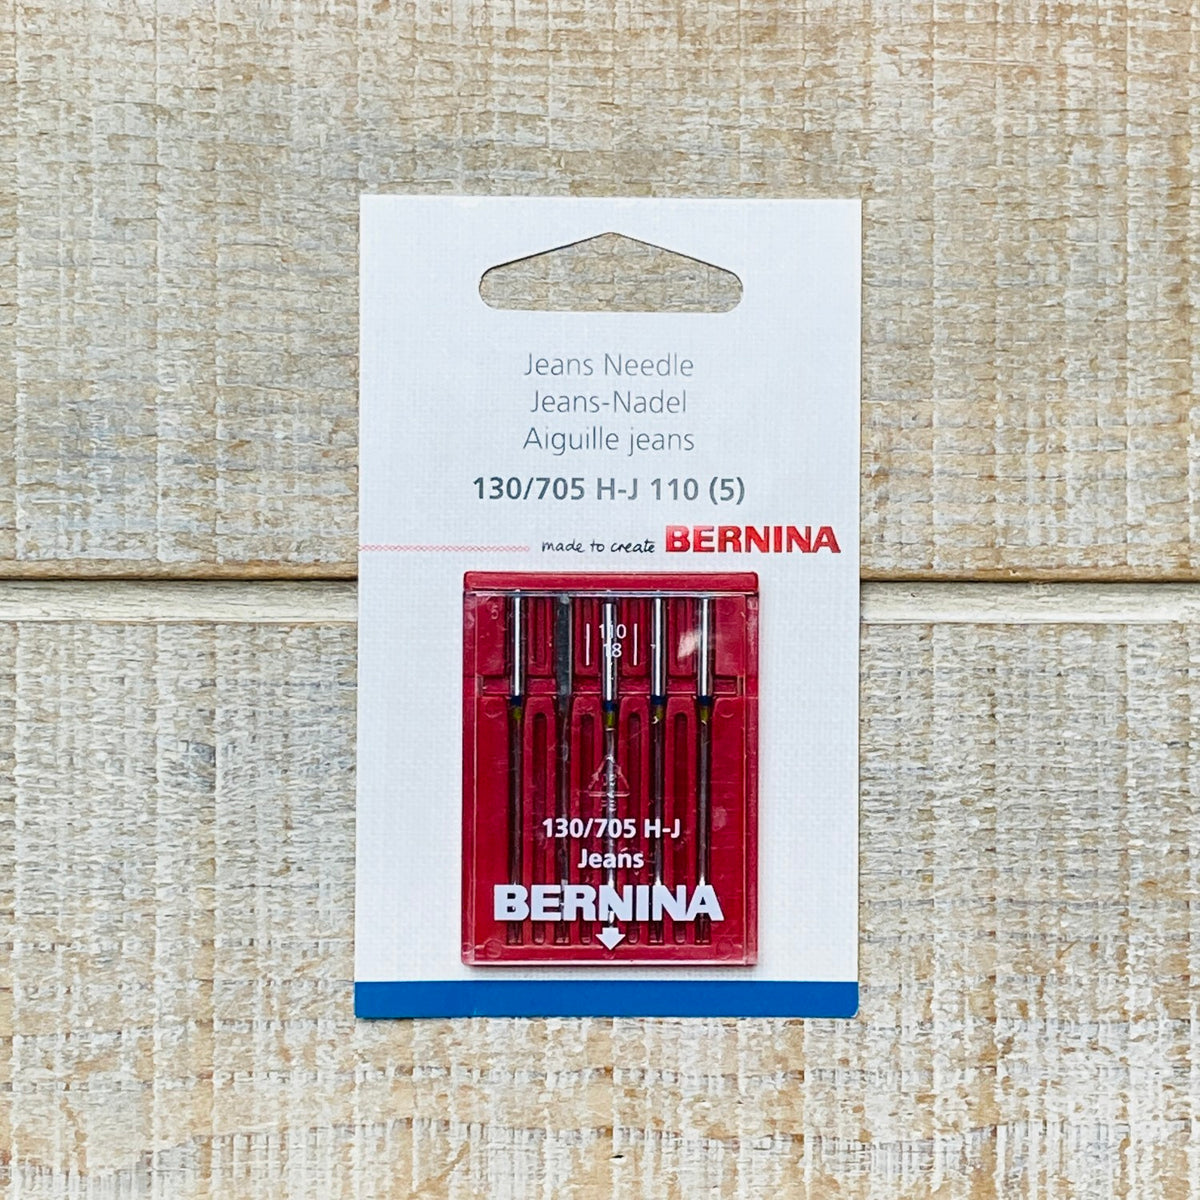 Jeans Needle
Jeans-Nadel
Aiguille jeans
130/705 H-J 110 (5)
made to create BERNINA
5
110
18
130/705 H-J
Jeans
BERNINA